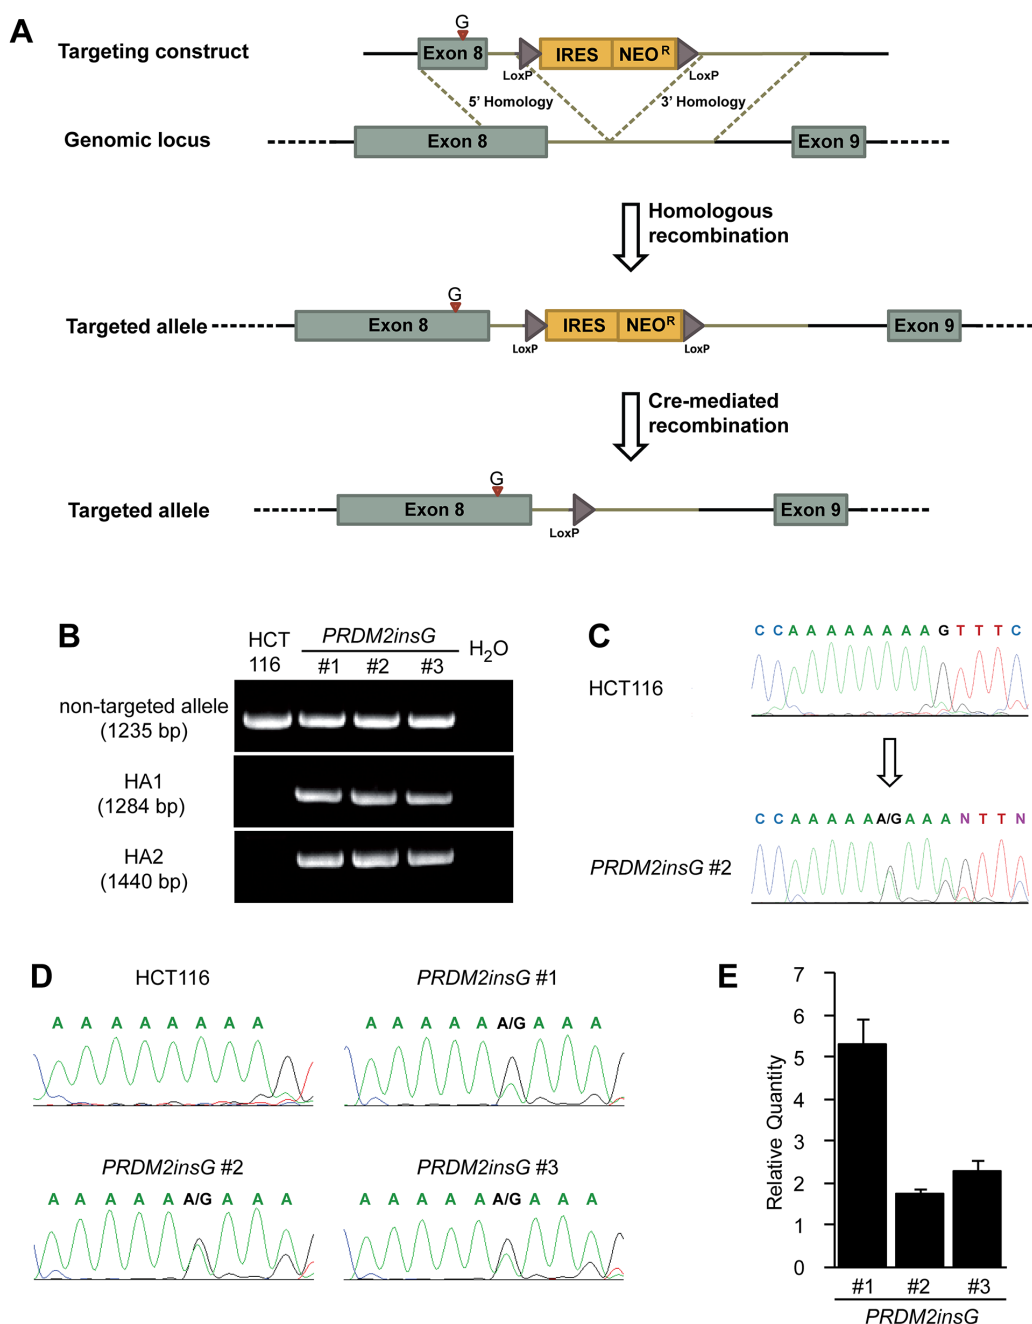 A
Targeting construct
G
Exon 8
IRES
NEOR
LoxP
LoxP
5’ Homology
3’ Homology
Genomic locus
Exon 8
Exon 9
Homologous
recombination
Targeted allele
G
Exon 8
IRES
NEOR
Exon 9
LoxP
LoxP
Cre-mediated
recombination
Targeted allele
G
Exon 8
Exon 9
LoxP
B
HCT
116
PRDM2insG
#1 #2 #3
H2O
non-targeted allele
(1235 bp)
HA1
(1284 bp)
HA2
(1440 bp)
C
C C A A A A A A A A G T T T C
HCT116
C C A A A A A A/G A A A N T T N
PRDM2insG #2
D
HCT116
A A A A A A A A
PRDM2insG #1
A A A A A A/G A A A
PRDM2insG #2
A A A A A A/G A A A
PRDM2insG #3
A A A A A A/G A A A
E
Relative Quantity
7
6
5
4
3
2
1
0
#1 #2 #3
PRDM2insG